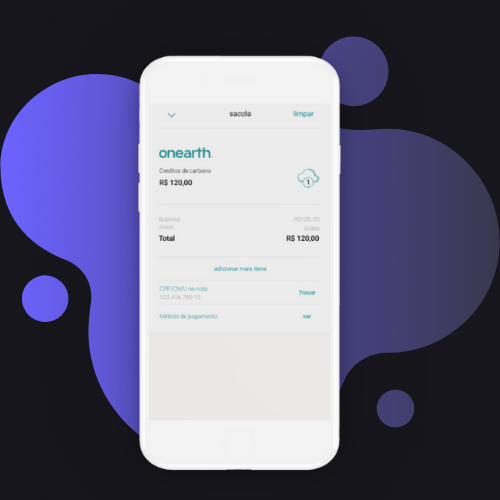 sacola
limpar
onearth.
Creditos de carbono
R$ 120,00
1
Subtotal
R$120, 00
Juros
Grátis
Total
R$ 120,00
adicionar mais itens
CPF/CNPJ na nota
123.456.789-12
Trocar
Método de pagamento
ver